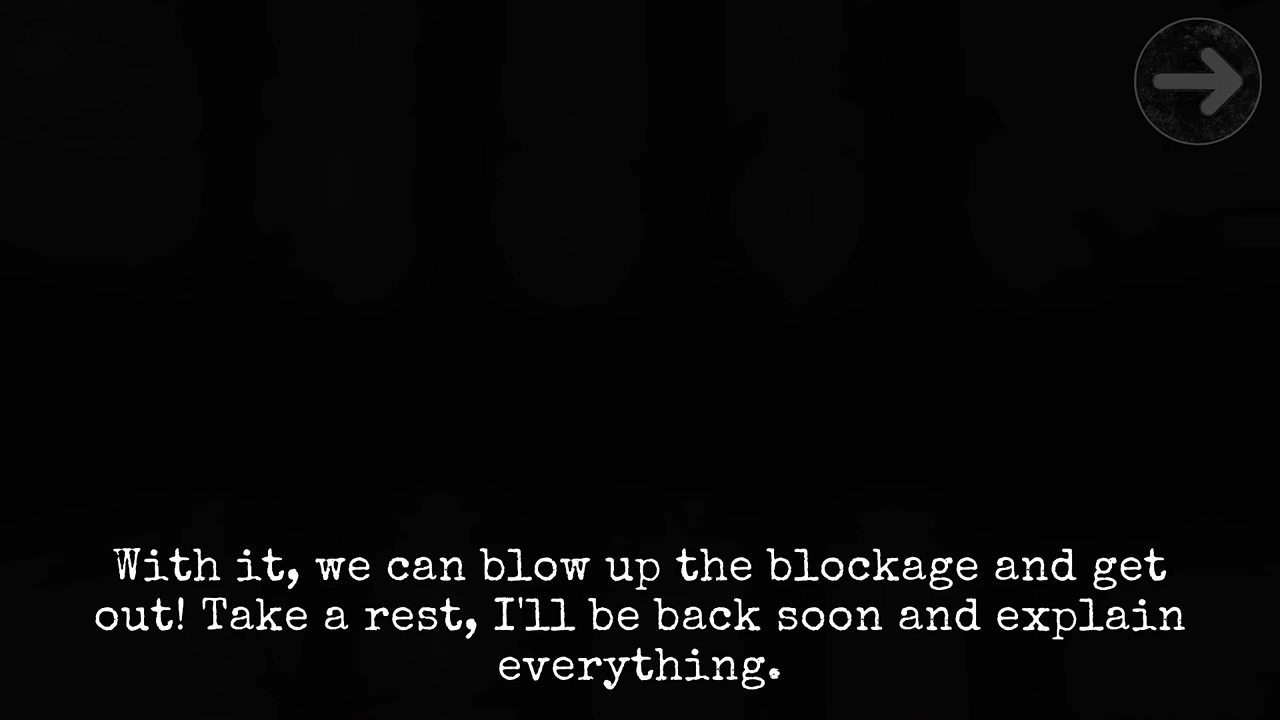 With it, we can blow up the blockage and get
out! Take a rest, I'll be back soon and explain
everything.